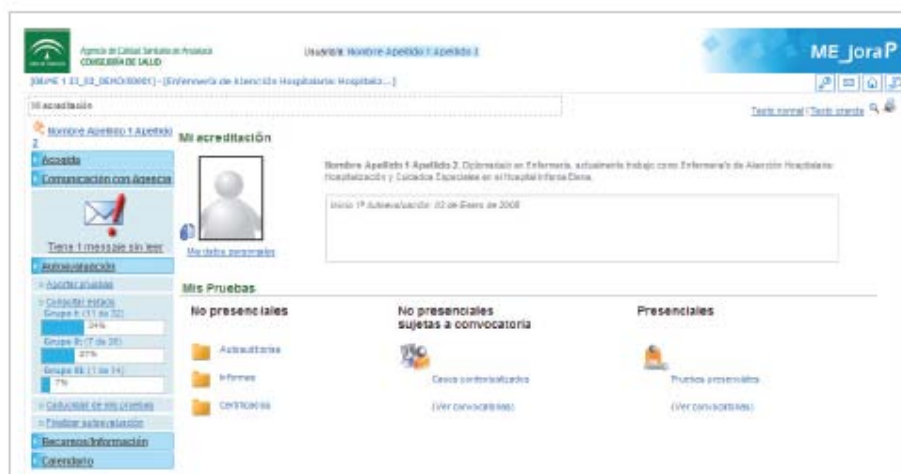 Agencia de Calidad Sanitaria de Andalucía
CONSEJERÍA DE SALUD
Usuario/a: Nombre Apellido 1 Apellido 2
ME_jora P
Enfermería de Atención Hospitalaria: Hospitaliz...]
Mi acreditación
Texto normal | Texto grande
Nombre Apellido 1 Apellido 2
Mi acreditación
Acogida
Comunicación con Agencia
Nombre Apellido 1 Apellido 2. Diplomado/a en Enfermería, actualmente trabajo como Enfermera/o de Atención Hospitalaria:
Hospitalización y Cuidados Especiales en el Hospital Infanta Elena.
Inicio 1ª Autoevaluación: 02 de Enero de 2008
Tiene 1 mensaje sin leer
Mis datos personales
Autoevaluación
Aportar pruebas
Mis Pruebas
Consultar estado
Grupo I: (11 de 32)
34%
Grupo II: (7 de 26)
27%
Grupo III: (1 de 14)
7%
No presenciales
No presenciales
sujetas a convocatoria
Presenciales
Autoauditorías
Informes
Certificados
Casos contextualizados
(Ver convocatorias)
Pruebas presenciales
(Ver convocatorias)
Caducidad de mis pruebas
Finalizar autoevaluación
Recursos/Información
Calendario